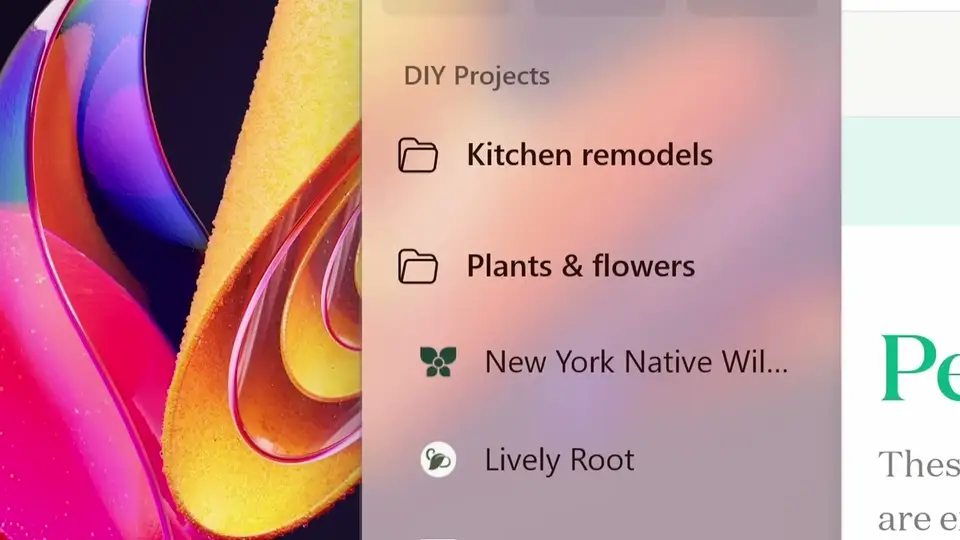 DIY Projects
Kitchen remodels
Plants & flowers
New York Native Wil...
Lively Root
Pe
Thes
are e